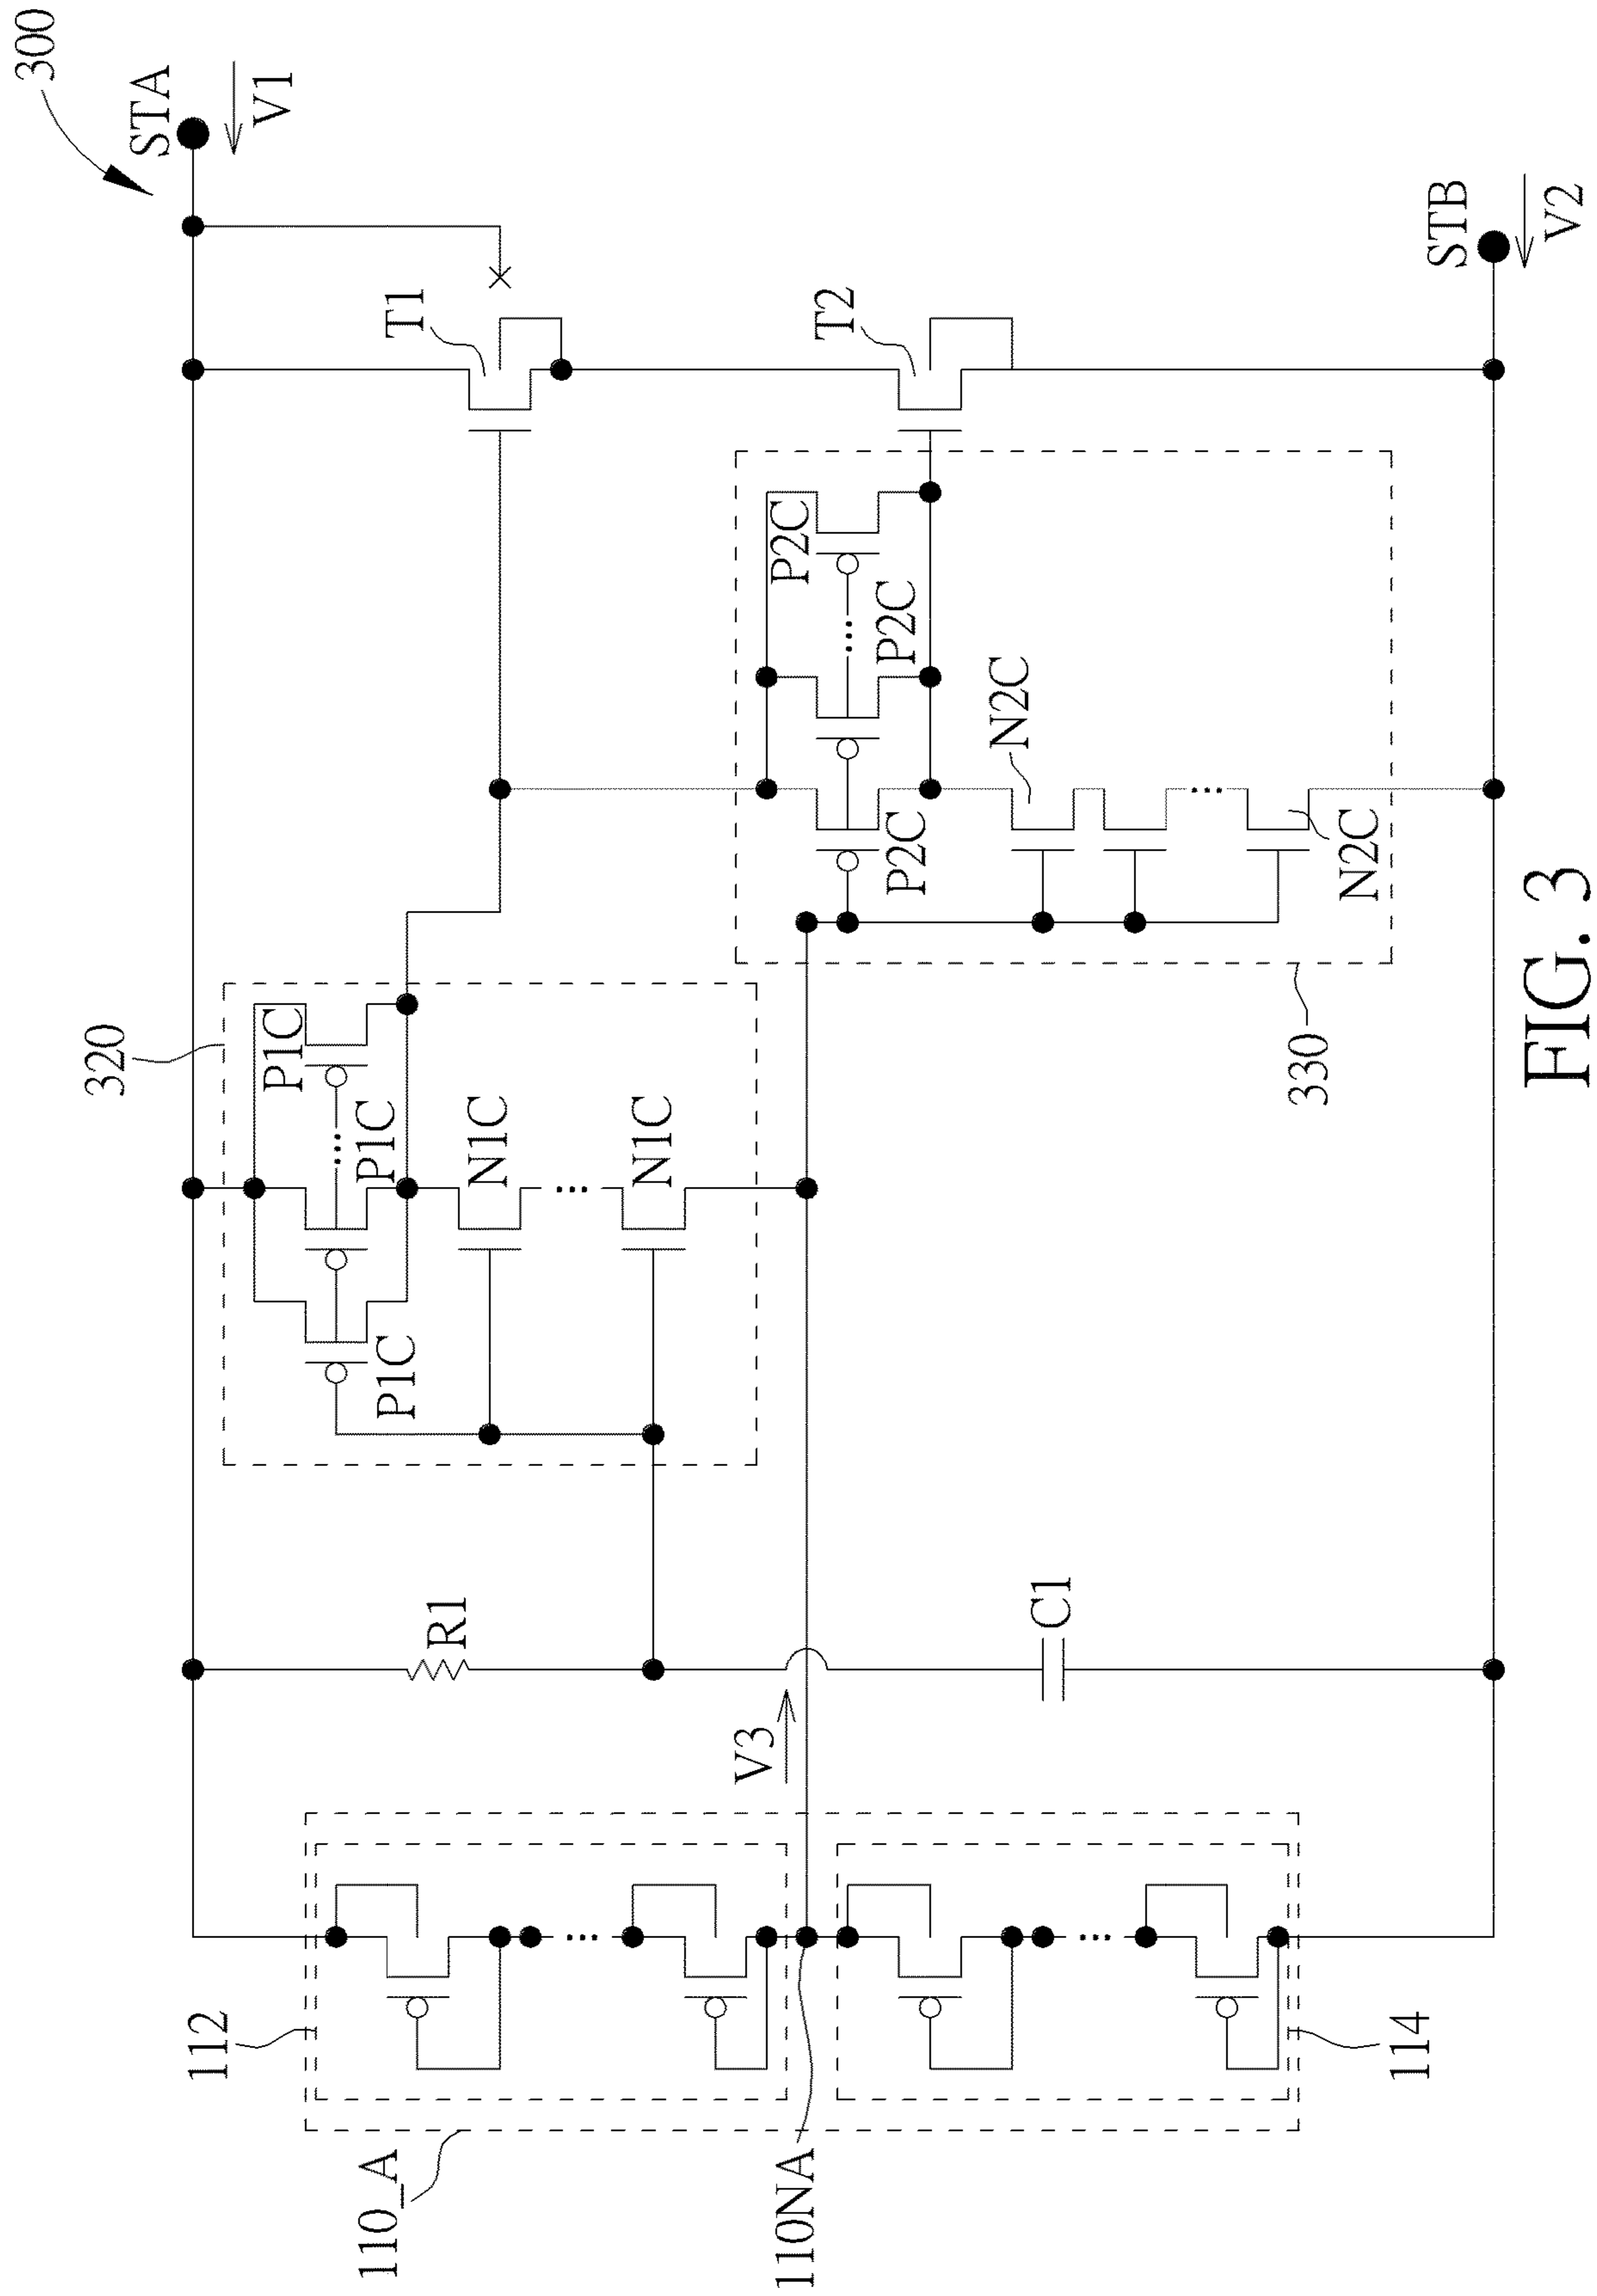 300
STA
V1
T1
T2
STB
V2
P2C
P2C
P2C
N2C
N2C
330
320
P1C
P1C
P1C
N1C
N1C
R1
C1
V3
112
114
110_A
110NA
FIG. 3